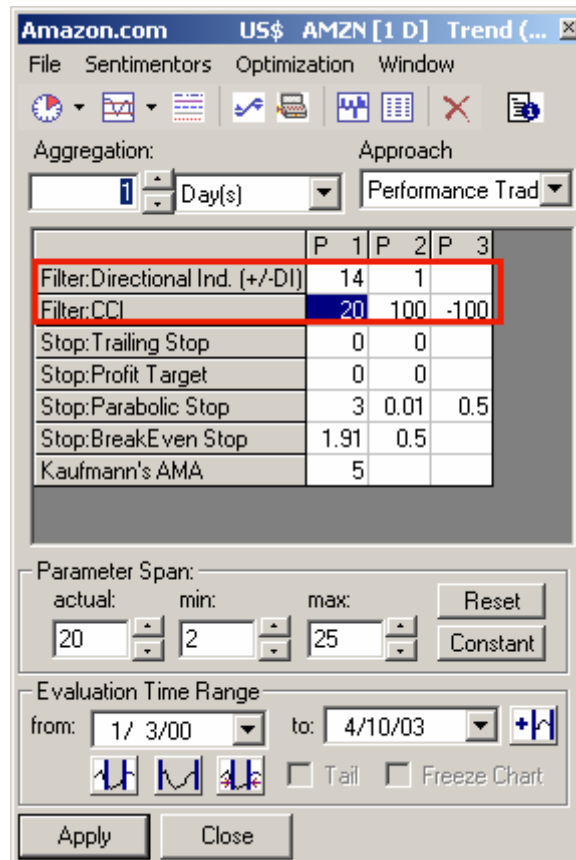 Amazon.com US$ AMZN [1 D] Trend (...
File Sentimentors Optimization Window
Aggregation: Approach
1 Day(s) Performance Trad
P 1 P 2 P 3
Filter:Directional Ind. (+/-DI) 14 1
Filter:CCI 20 100 -100
Stop:Trailing Stop 0 0
Stop:Profit Target 0 0
Stop:Parabolic Stop 3 0.01 0.5
Stop:BreakEven Stop 1.91 0.5
Kaufmann's AMA 5
Parameter Span:
actual: min: max: Reset
20 2 25 Constant
Evaluation Time Range
from: 1/ 3/00 to: 4/10/03
Tail Freeze Chart
Apply Close